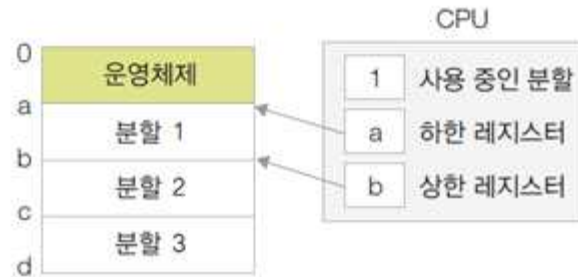 CPU
0
운영체제
a
분할 1
b
분할 2
c
분할 3
d
1 사용 중인 분할
a 하한 레지스터
b 상한 레지스터